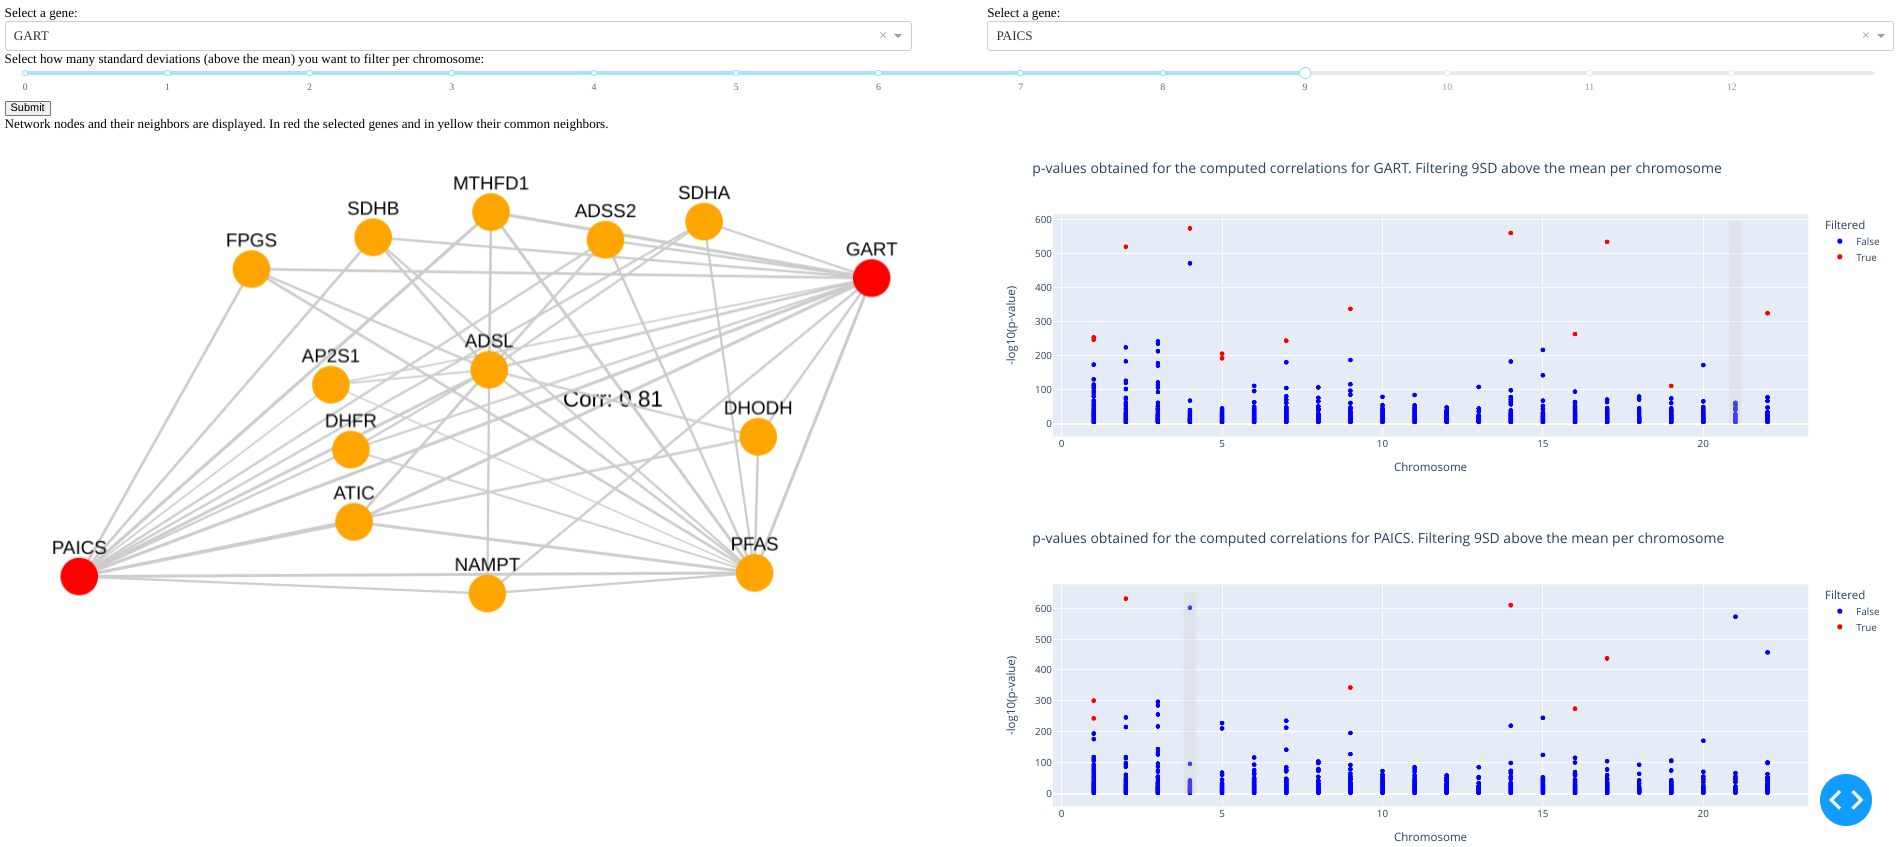 Select a gene:
GART
Select a gene:
PAICS
Select how many standard deviations (above the mean) you want to filter per chromosome:
0 1 2 3 4 5 6 7 8 9 10 11 12
Submit
Network nodes and their neighbors are displayed. In red the selected genes and in yellow their common neighbors.
MTHFD1
SDHA
SDHB
ADSS2
FPGS
GART
ADSL
AP2S1
Corr: 0.81
DHODH
DHFR
ATIC
PAICS
PFAS
NAMPT
p-values obtained for the computed correlations for GART. Filtering 9SD above the mean per chromosome
Filtered
False
True
-log10(p-value)
600
500
400
300
200
100
0
0 5 10 15 20
Chromosome
p-values obtained for the computed correlations for PAICS. Filtering 9SD above the mean per chromosome
Filtered
False
True
-log10(p-value)
600
500
400
300
200
100
0
0 5 10 15 20
Chromosome